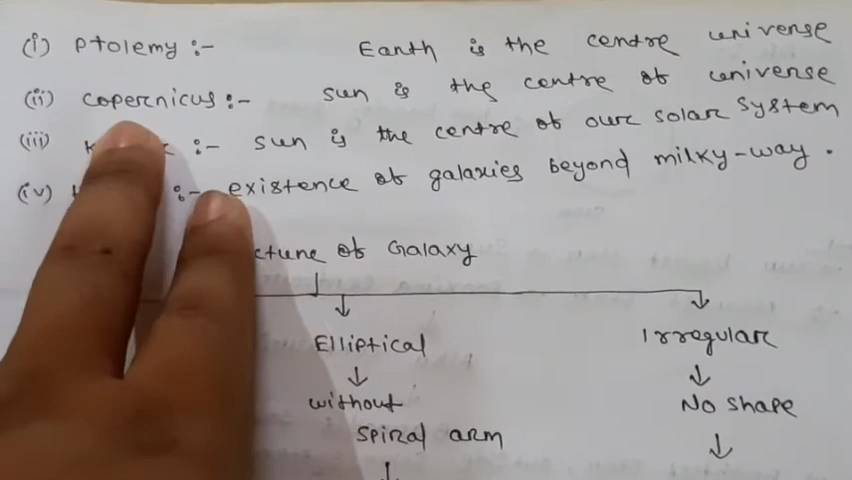 (i) Ptolemy :- Earth is the centre universe
(ii) Copernicus :- sun is the centre of universe
(iii) :- sun is the centre of our solar system
(iv) :- existence of galaxies beyond milky-way .
of Galaxy
Elliptical Irregular
without No shape
spiral arm